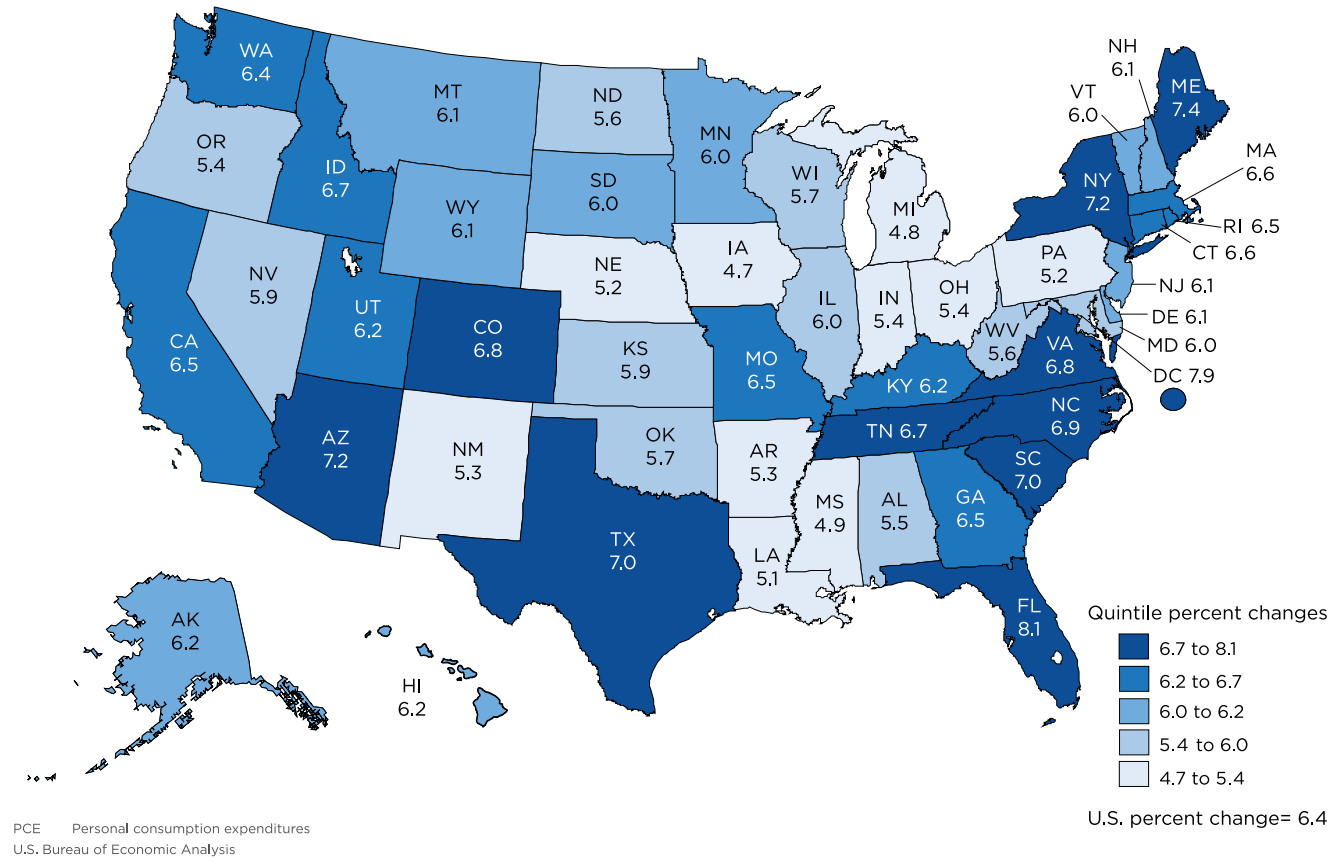 WA
6.4
MT
6.1
ND
5.6
MN
6.0
NH
6.1
VT
6.0
ME
7.4
OR
5.4
ID
6.7
WY
6.1
SD
6.0
WI
5.7
MI
4.8
NY
7.2
MA
6.6
RI 6.5
CT 6.6
NV
5.9
UT
6.2
CO
6.8
NE
5.2
IA
4.7
IL
6.0
IN
5.4
OH
5.4
PA
5.2
NJ 6.1
DE 6.1
MD 6.0
DC 7.9
CA
6.5
KS
5.9
MO
6.5
KY 6.2
WV
5.6
VA
6.8
AZ
7.2
NM
5.3
OK
5.7
AR
5.3
TN 6.7
NC
6.9
SC
7.0
TX
7.0
LA
5.1
MS
4.9
AL
5.5
GA
6.5
FL
8.1
AK
6.2
HI
6.2
Quintile percent changes
6.7 to 8.1
6.2 to 6.7
6.0 to 6.2
5.4 to 6.0
4.7 to 5.4
U.S. percent change= 6.4
PCE Personal consumption expenditures
U.S. Bureau of Economic Analysis